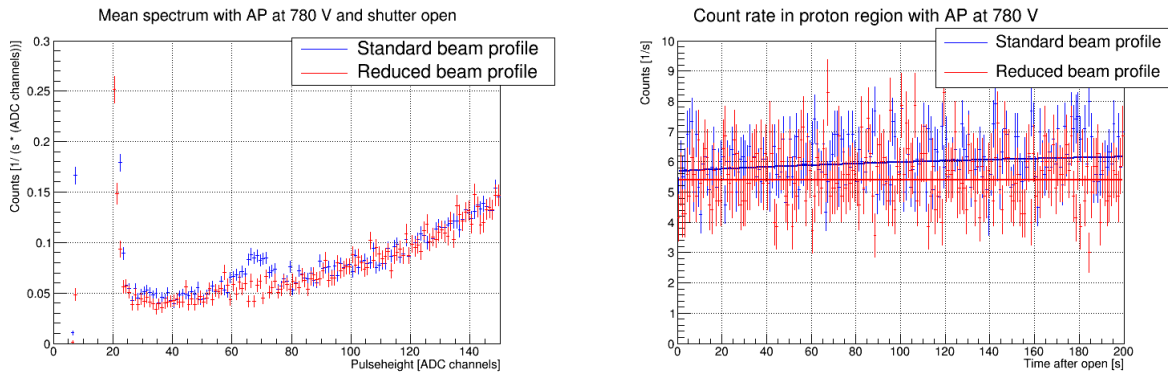 Mean spectrum with AP at 780 V and shutter open
Counts [1/ (s * (ADC channels))]
0.3
0.25
0.2
0.15
0.1
0.05
0
0 20 40 60 80 100 120 140
Pulseheight [ADC channels]
Standard beam profile
Reduced beam profile
Count rate in proton region with AP at 780 V
Counts [1/s]
10
9
8
7
6
5
4
3
2
1
0
0 20 40 60 80 100 120 140 160 180 200
Time after open [s]
Standard beam profile
Reduced beam profile